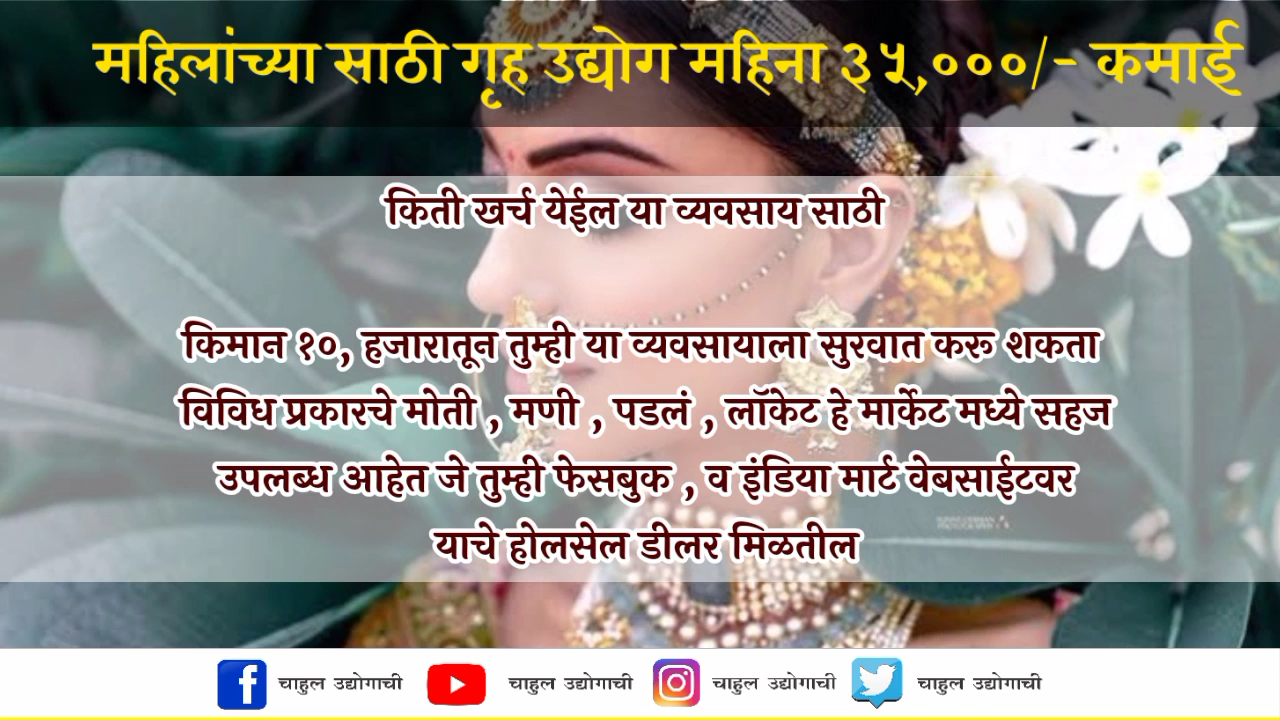 महिलांच्या साठी गृह उद्योग महिना ३५,०००/- कमाई
किती खर्च येईल या व्यवसाय साठी
किमान १०, हजारातून तुम्ही या व्यवसायाला सुरवात करू शकता
विविध प्रकारचे मोती , मणी , पडलं , लॉकेट हे मार्केट मध्ये सहज
उपलब्ध आहेत जे तुम्ही फेसबुक , व इंडिया मार्ट वेबसाईटवर
याचे होलसेल डीलर मिळतील
चाहुल उद्योगाची चाहुल उद्योगाची चाहुल उद्योगाची चाहुल उद्योगाची